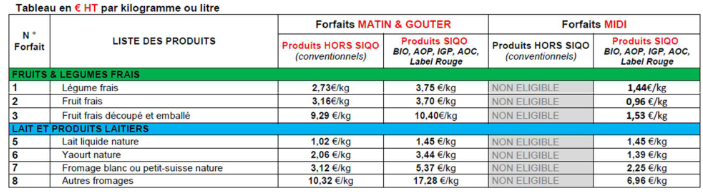 Tableau en € HT par kilogramme ou litre
N° Forfait LISTE DES PRODUITS Forfaits MATIN & GOUTER Forfaits MIDI
Produits HORS SIQO (conventionnels) Produits SIQO BIO, AOP, IGP, AOC, Label Rouge Produits HORS SIQO (conventionnels) Produits SIQO BIO, AOP, IGP, AOC, Label Rouge
FRUITS & LEGUMES FRAIS
1 Légume frais 2,73€/kg 3,75 €/kg NON ELIGIBLE 1,44€/kg
2 Fruit frais 3,16€/kg 3,70 €/kg NON ELIGIBLE 0,96 €/kg
3 Fruit frais découpé et emballé 9.29 €/kg 10,40€/kg NON ELIGIBLE 1,53 €/kg
LAIT ET PRODUITS LAITIERS
5 Lait liquide nature 1,02 €/kg 1,45 €/kg NON ELIGIBLE 1,45 €/kg
6 Yaourt nature 2,06 €/kg 3,44 €/kg NON ELIGIBLE 1,39 €/kg
7 Fromage blanc ou petit-suisse nature 3,12 €/kg 5,37 €/kg NON ELIGIBLE 2,25 €/kg
8 Autres fromages 10,32 €/kg 17,28 €/kg NON ELIGIBLE 6,96 €/kg